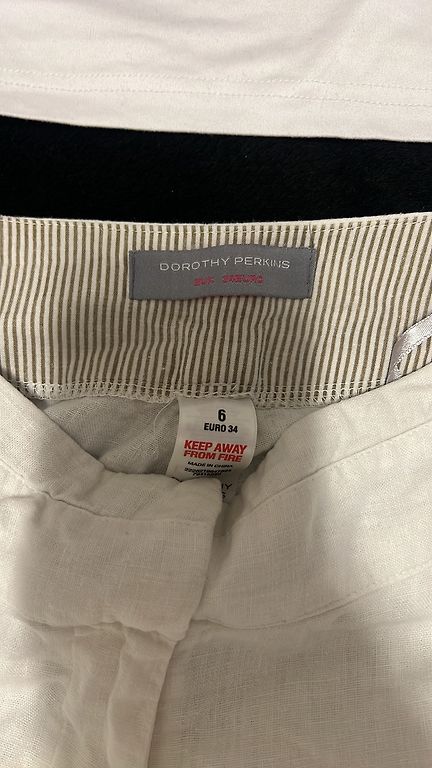 DOROTHY PERKINS
6
EURO 34
KEEP AWAY
FROM FIRE
MADE IN CHINA